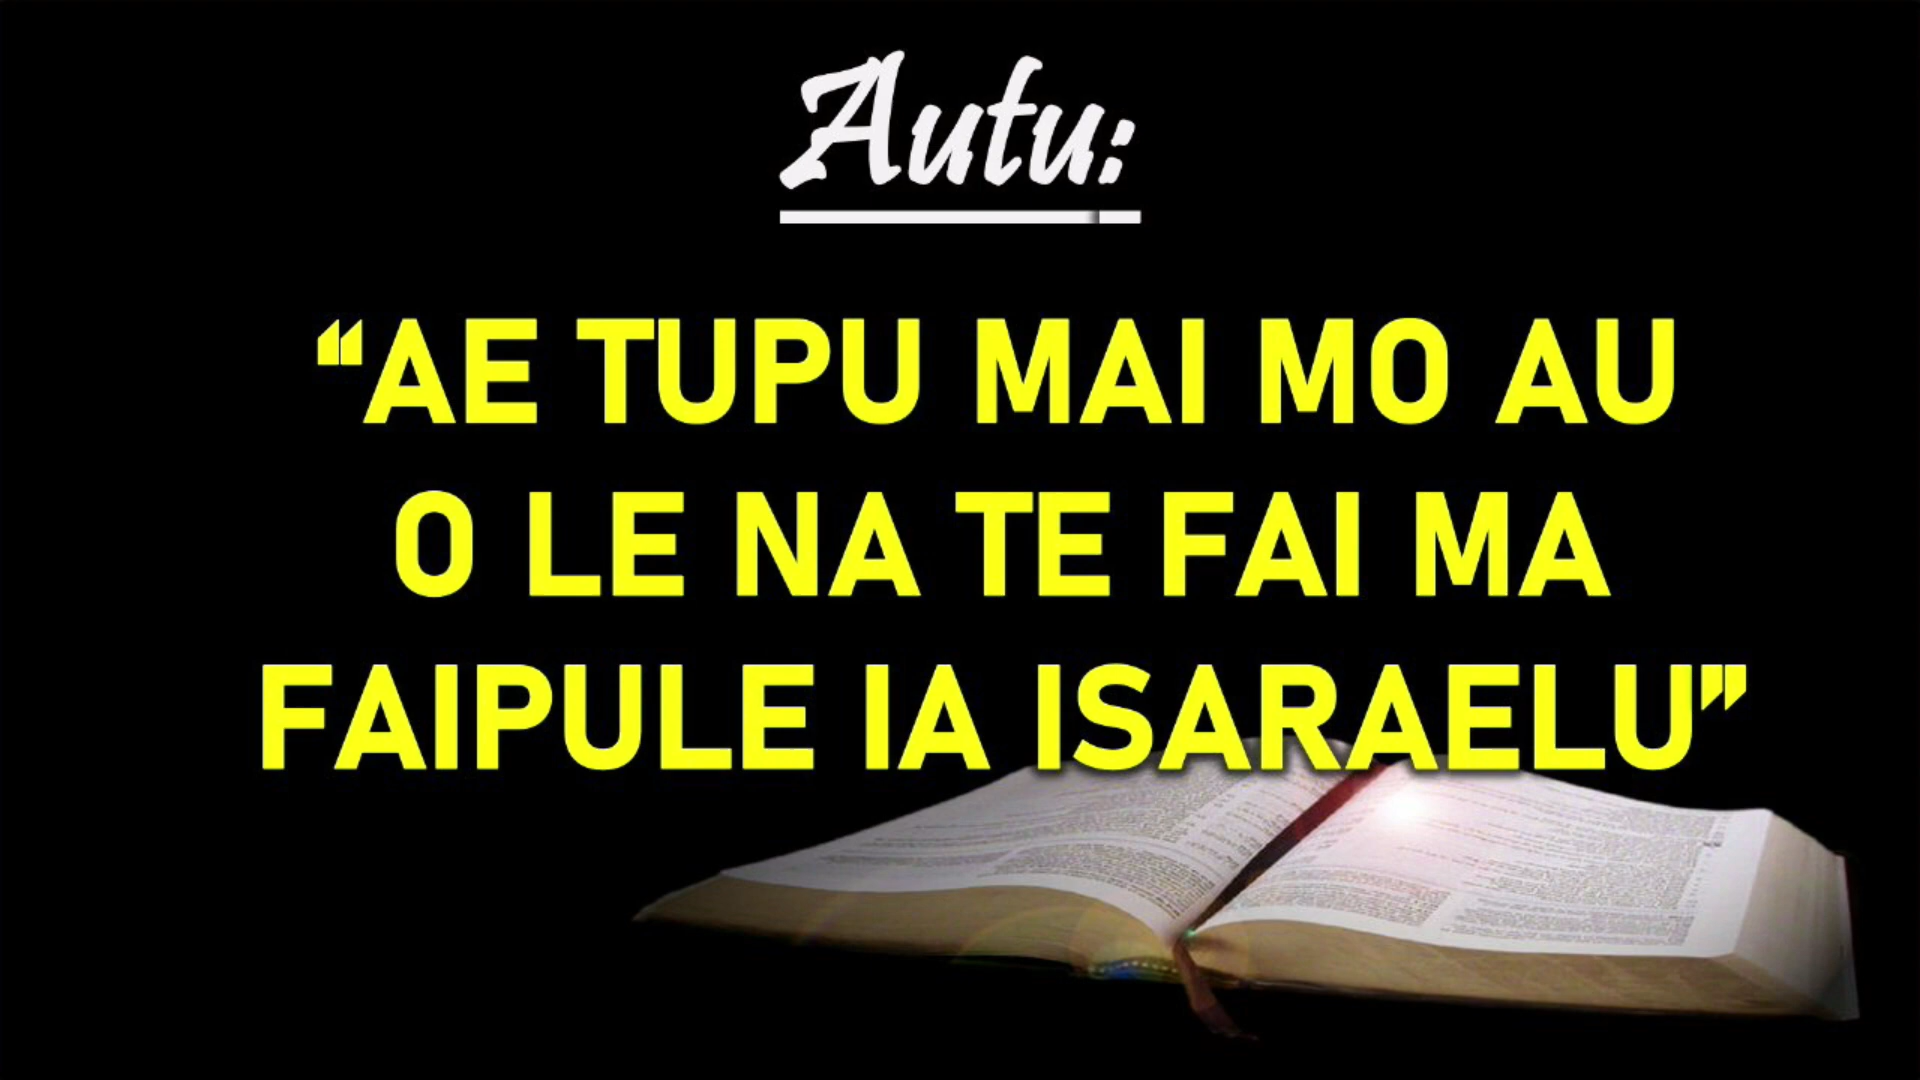 Autu:
“AE TUPU MAI MO AU
O LE NA TE FAI MA
FAIPULE IA ISARAELU”